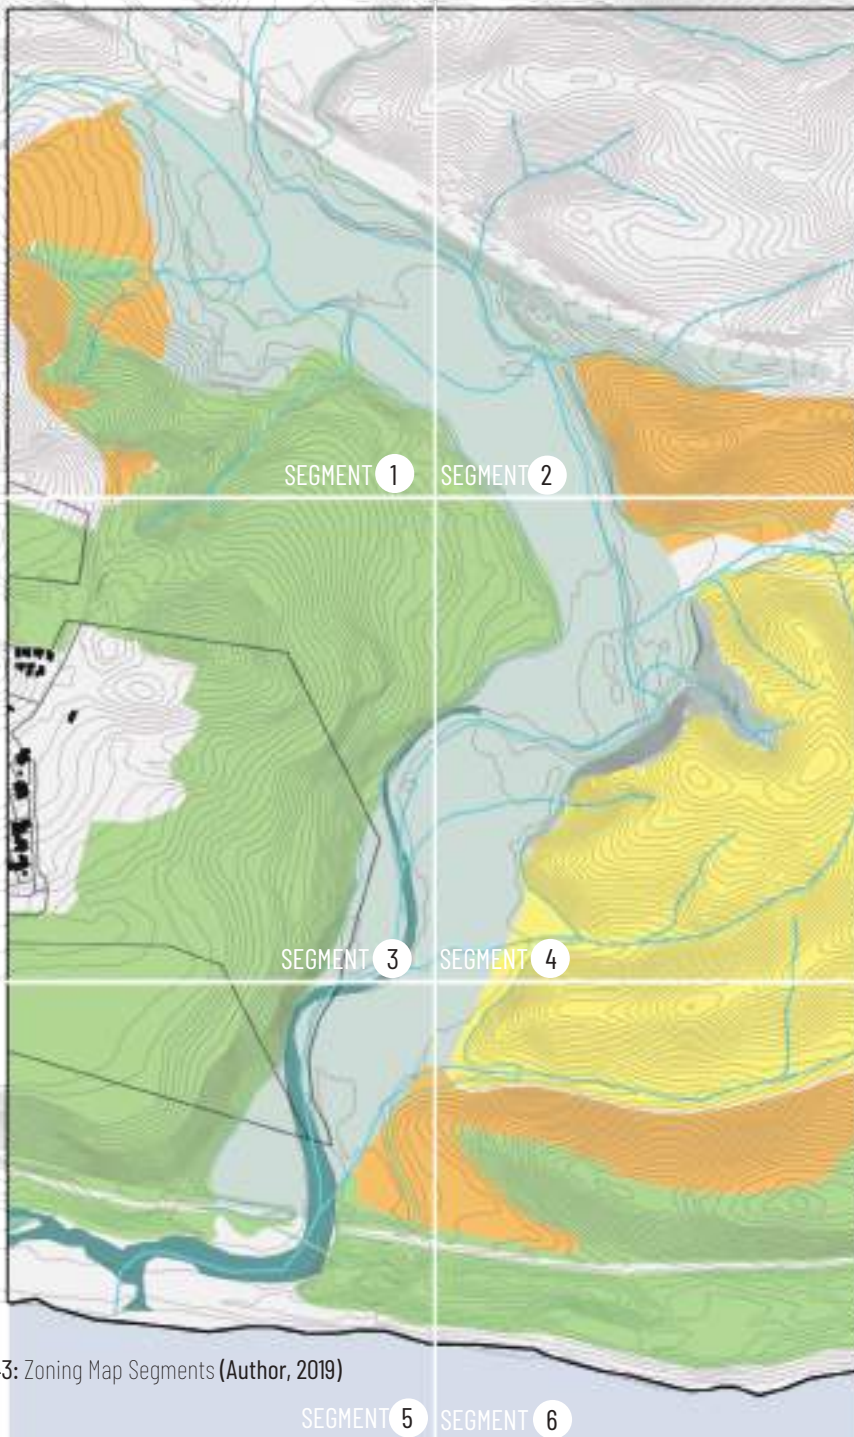 SEGMENT 1
SEGMENT 2
SEGMENT 3
SEGMENT 4
3: Zoning Map Segments (Author, 2019)
SEGMENT 5
SEGMENT 6